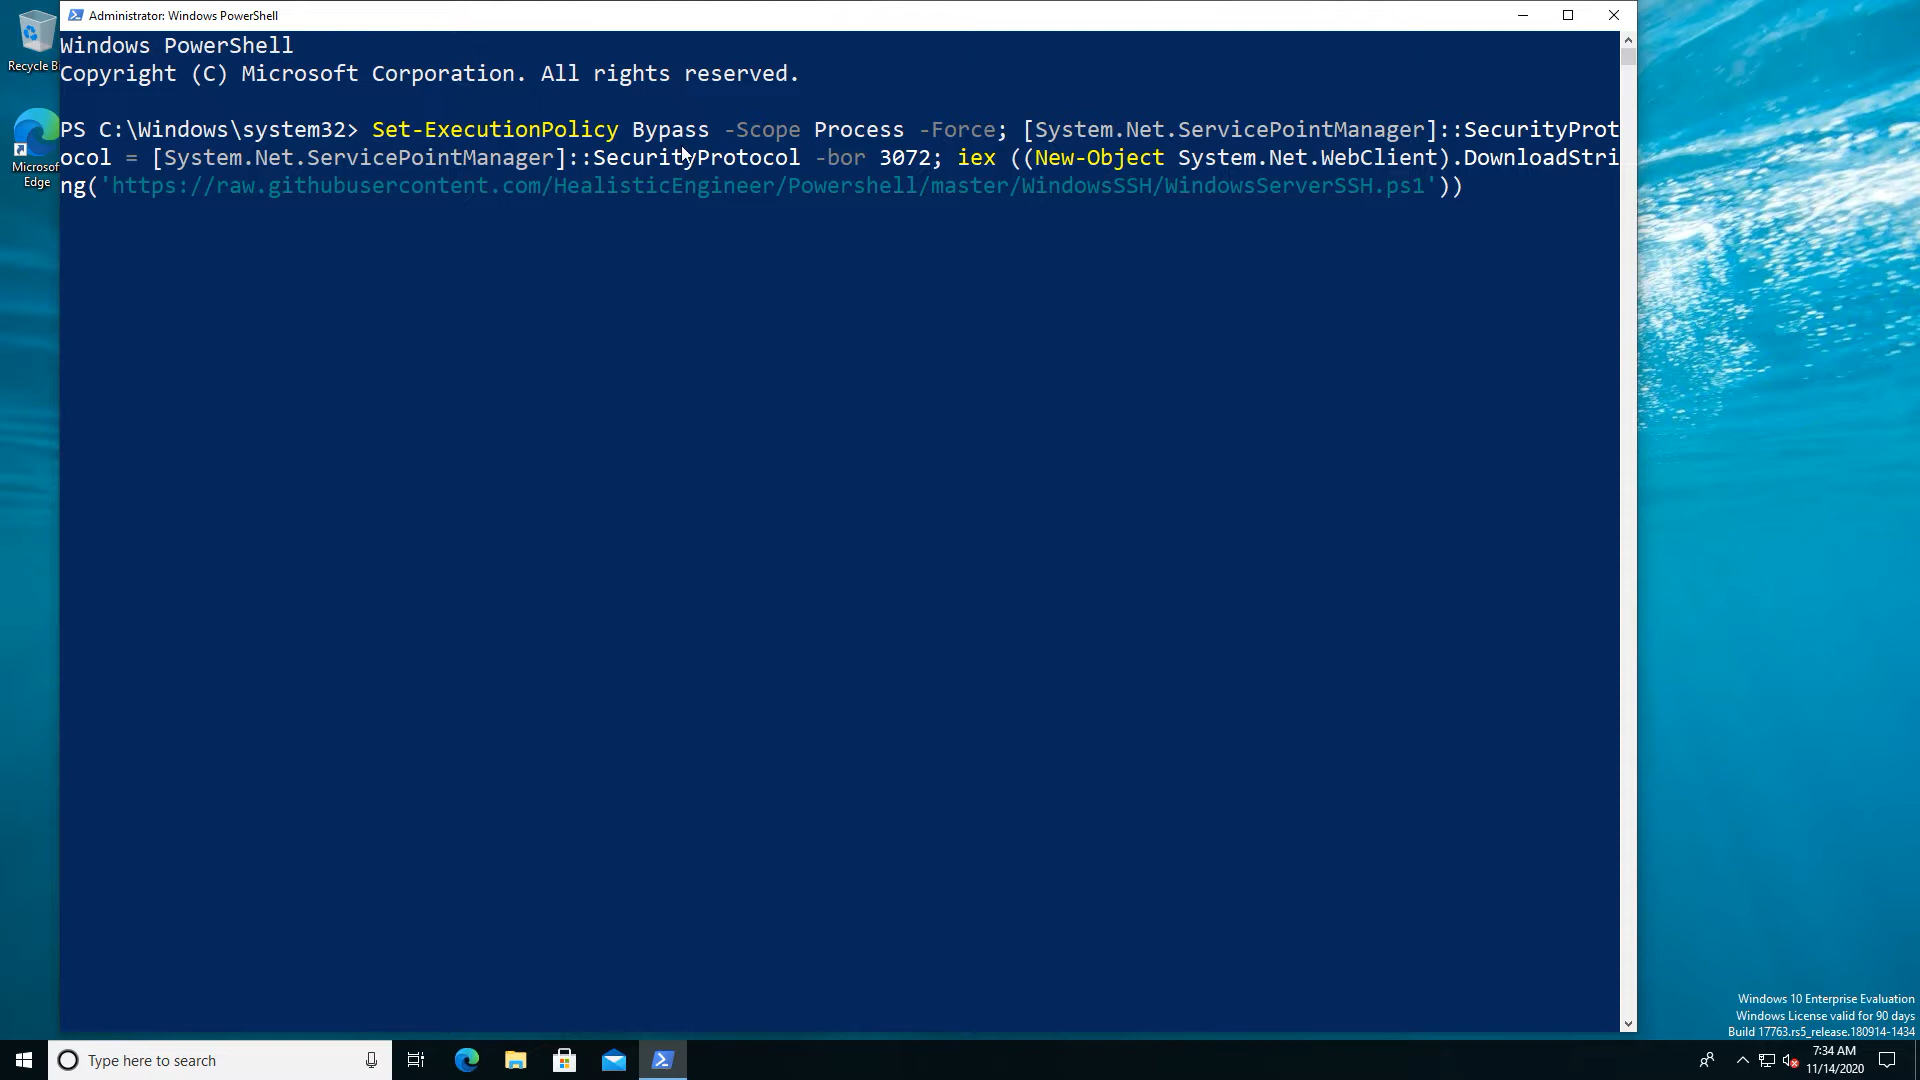 Administrator: Windows PowerShell
Recycle Bi
Windows PowerShell
Copyright (C) Microsoft Corporation. All rights reserved.
Microsof
Edge
PS C:\Windows\system32> Set-ExecutionPolicy Bypass -Scope Process -Force; [System.Net.ServicePointManager]::SecurityProt
ocol = [System.Net.ServicePointManager]::SecurityProtocol -bor 3072; iex ((New-Object System.Net.WebClient).DownloadStri
ng('https://raw.githubusercontent.com/HealisticEngineer/Powershell/master/WindowsSSH/WindowsServerSSH.ps1'))
Windows 10 Enterprise Evaluation
Windows License valid for 90 days
Build 17763.rs5_release.180914-1434
Type here to search
7:34 AM
11/14/2020